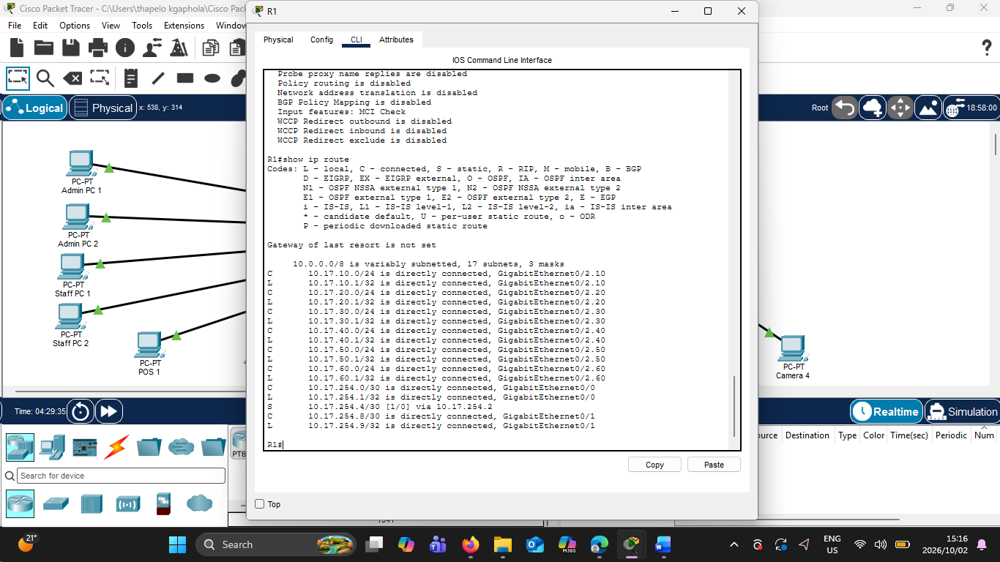 Cisco Packet Tracer - C:\Users\thapelo kgaphola\Cisco Pac
File Edit Options View Tools Extensions Window
Logical Physical x: 538, y: 314
Root 18:58:00
PC-PT
Admin PC 1
PC-PT
Admin PC 2
PC-PT
Staff PC 1
PC-PT
Staff PC 2
PC-PT
POS 1
R1
Physical Config CLI Attributes
IOS Command Line Interface
Probe proxy name replies are disabled
Policy routing is disabled
Network address translation is disabled
BGP Policy Mapping is disabled
Input features: MCI Check
WCCP Redirect outbound is disabled
WCCP Redirect inbound is disabled
WCCP Redirect exclude is disabled
R1#show ip route
Codes: L - local, C - connected, S - static, R - RIP, M - mobile, B - BGP
D - EIGRP, EX - EIGRP external, O - OSPF, IA - OSPF inter area
N1 - OSPF NSSA external type 1, N2 - OSPF NSSA external type 2
E1 - OSPF external type 1, E2 - OSPF external type 2, E - EGP
i - IS-IS, L1 - IS-IS level-1, L2 - IS-IS level-2, ia - IS-IS inter area
* - candidate default, U - per-user static route, o - ODR
P - periodic downloaded static route
Gateway of last resort is not set
10.0.0.0/8 is variably subnetted, 17 subnets, 3 masks
C 10.17.10.0/24 is directly connected, GigabitEthernet0/2.10
L 10.17.10.1/32 is directly connected, GigabitEthernet0/2.10
C 10.17.20.0/24 is directly connected, GigabitEthernet0/2.20
L 10.17.20.1/32 is directly connected, GigabitEthernet0/2.20
C 10.17.30.0/24 is directly connected, GigabitEthernet0/2.30
L 10.17.30.1/32 is directly connected, GigabitEthernet0/2.30
C 10.17.40.0/24 is directly connected, GigabitEthernet0/2.40
L 10.17.40.1/32 is directly connected, GigabitEthernet0/2.40
C 10.17.50.0/24 is directly connected, GigabitEthernet0/2.50
L 10.17.50.1/32 is directly connected, GigabitEthernet0/2.50
C 10.17.60.0/24 is directly connected, GigabitEthernet0/2.60
L 10.17.60.1/32 is directly connected, GigabitEthernet0/2.60
C 10.17.254.0/30 is directly connected, GigabitEthernet0/0
L 10.17.254.1/32 is directly connected, GigabitEthernet0/0
S 10.17.254.4/30 [1/0] via 10.17.254.2
C 10.17.254.8/30 is directly connected, GigabitEthernet0/1
L 10.17.254.9/32 is directly connected, GigabitEthernet0/1
R1#
Copy Paste
Top
PC-PT
Camera 4
Time: 04:29:35
Realtime Simulation
ource Destination Type Color Time(sec) Periodic Num
Search for device
PT8
21°
Search
M365
ENG
US
15:16
2026/10/02